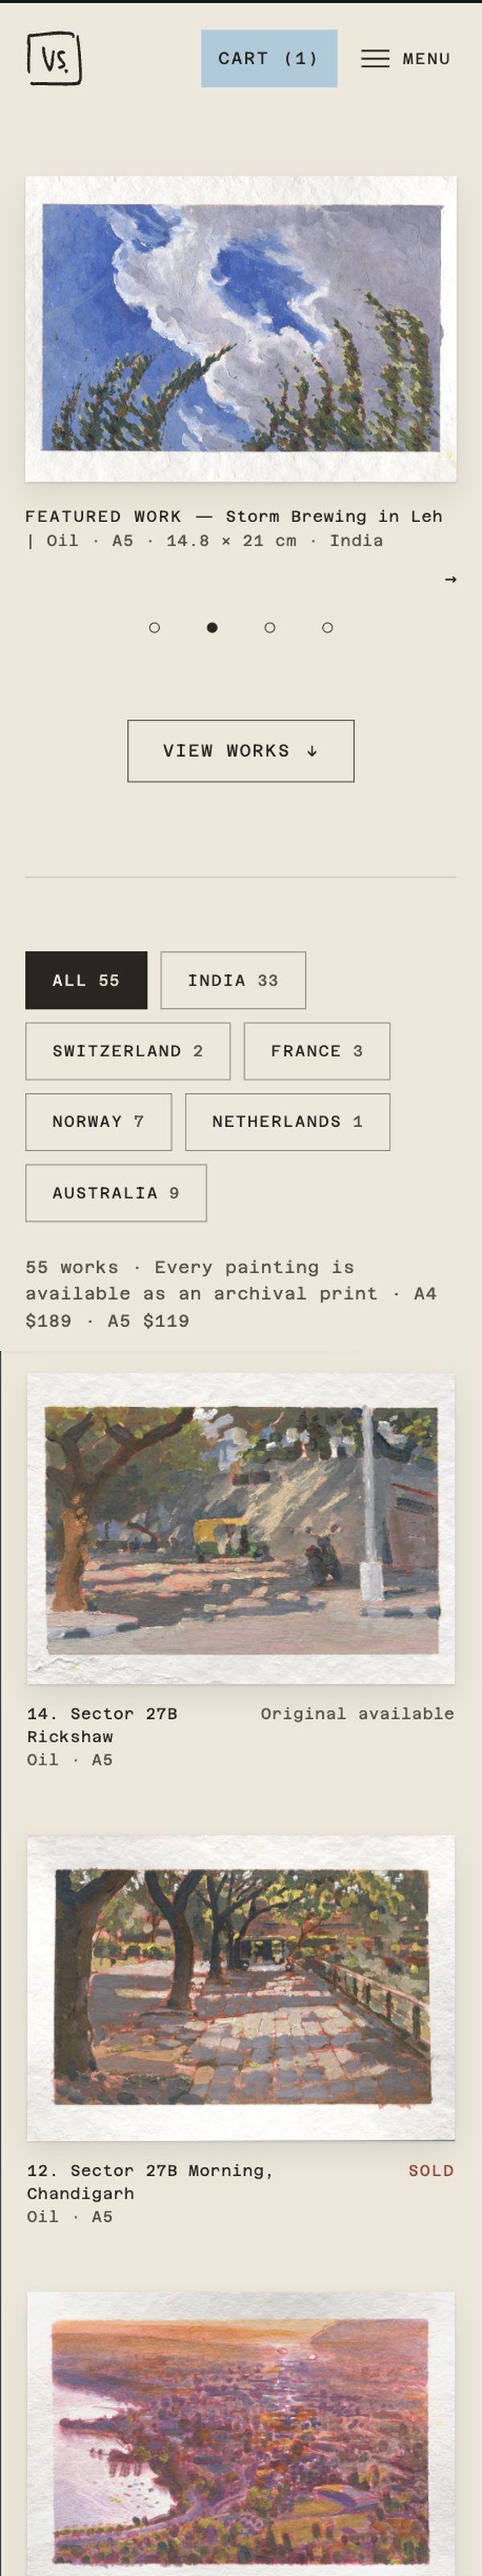 VS.
CART (1)
MENU
FEATURED WORK — Storm Brewing in Leh
| Oil · A5 · 14.8 × 21 cm · India
→
VIEW WORKS ↓
ALL 55
INDIA 33
SWITZERLAND 2
FRANCE 3
NORWAY 7
NETHERLANDS 1
AUSTRALIA 9
55 works · Every painting is
available as an archival print · A4
$189 · A5 $119
14. Sector 27B
Rickshaw
Original available
Oil · A5
12. Sector 27B Morning,
Chandigarh
SOLD
Oil · A5